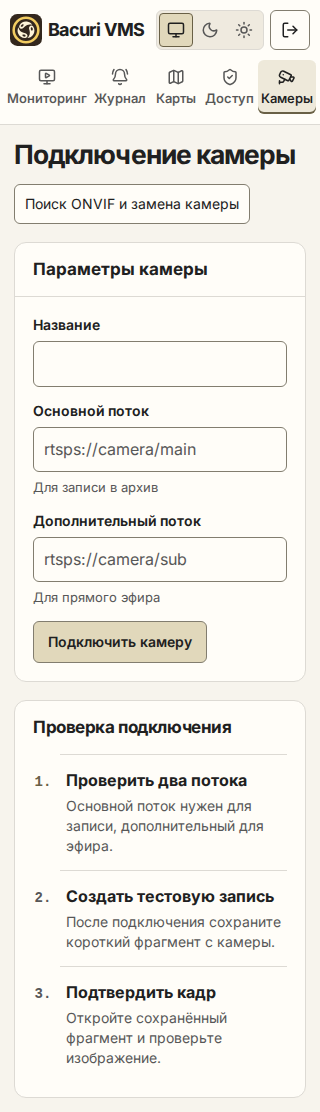 Bacuri VMS
Мониторинг Журнал Карты Доступ Камеры
Подключение камеры
Поиск ONVIF и замена камеры
Параметры камеры
Название
Основной поток
rtsps://camera/main
Для записи в архив
Дополнительный поток
rtsps://camera/sub
Для прямого эфира
Подключить камеру
Проверка подключения
1. Проверить два потока
Основной поток нужен для
записи, дополнительный для
эфира.
2. Создать тестовую запись
После подключения сохраните
короткий фрагмент с камеры.
3. Подтвердить кадр
Откройте сохранённый
фрагмент и проверьте
изображение.